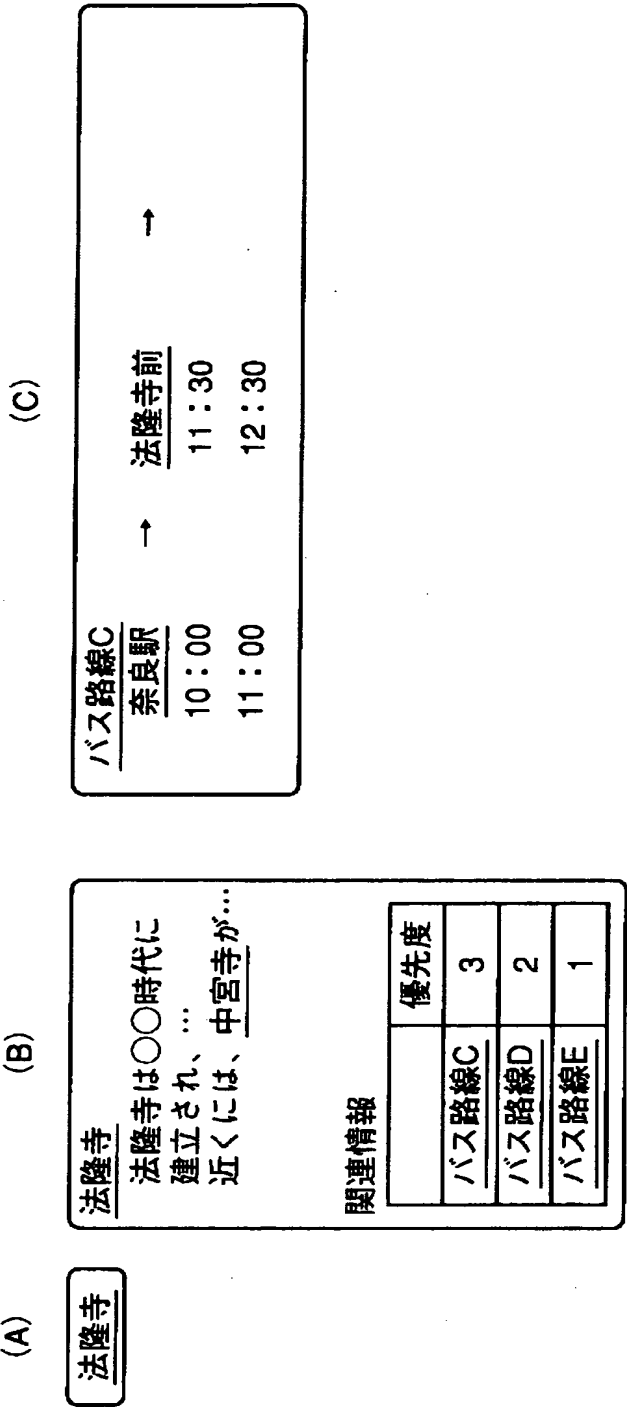 (A)
法隆寺
(B)
法隆寺
法隆寺は○○時代に
建立され、…
近くには、中宮寺が…
関連情報
優先度
バス路線C 3
バス路線D 2
バス路線E 1
(C)
バス路線C
奈良駅 → 法隆寺前 →
10：00 11：30
11：00 12：30